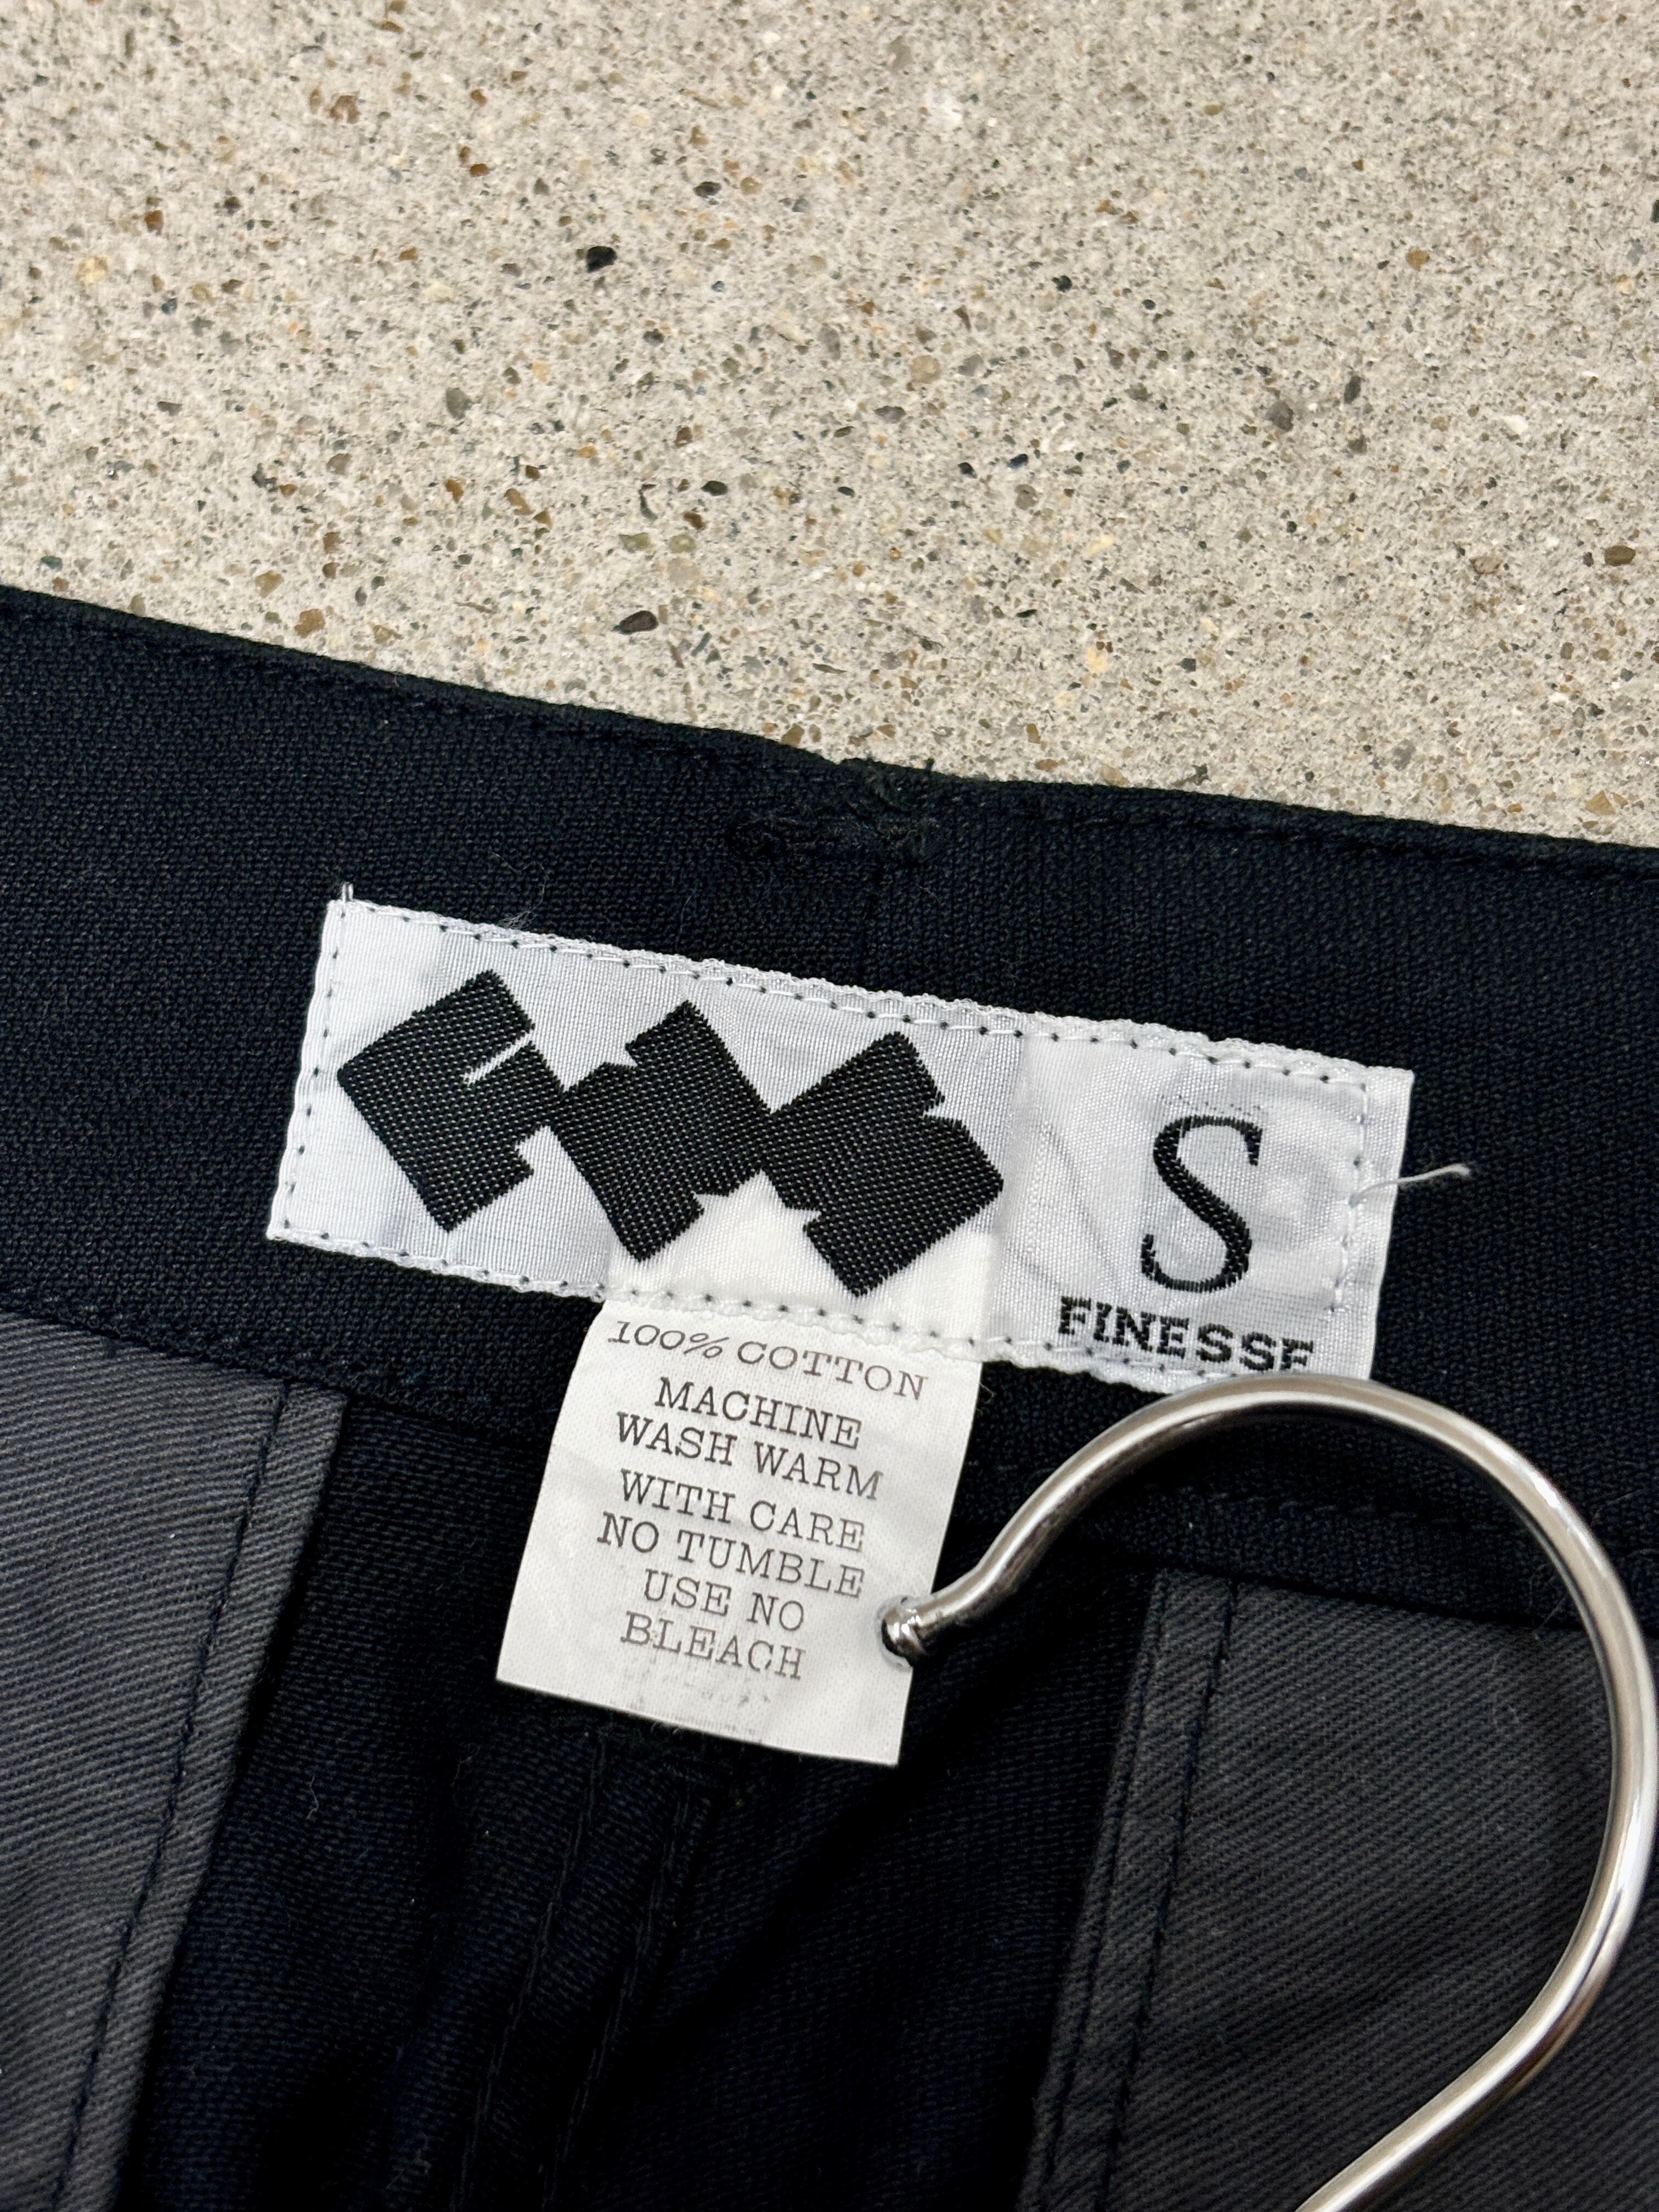 S
FINESSE
100% COTTON
MACHINE
WASH WARM
WITH CARE
NO TUMBLE
USE NO
BLEACH